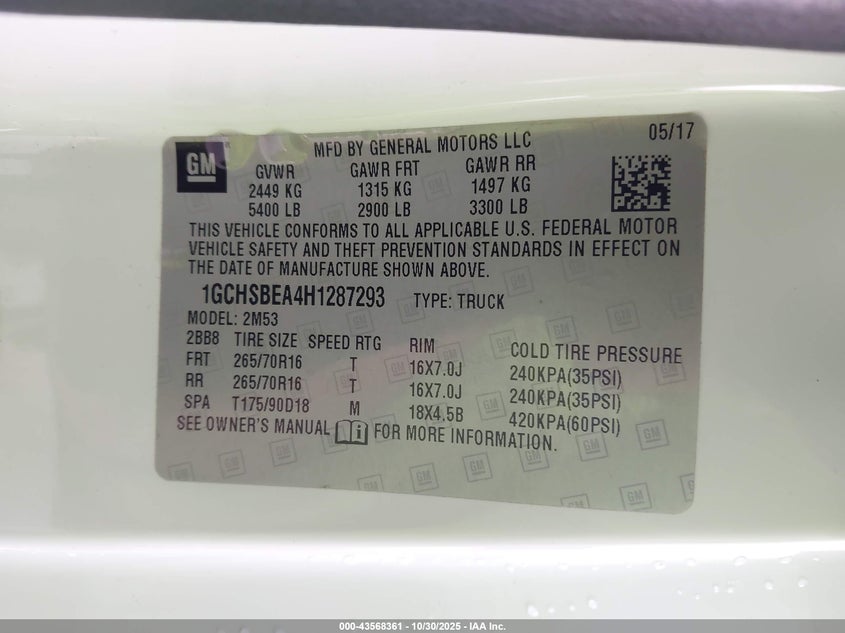 GM
MFD BY GENERAL MOTORS LLC 05/17
GVWR GAWR FRT GAWR RR
2449 KG 1315 KG 1497 KG
5400 LB 2900 LB 3300 LB
THIS VEHICLE CONFORMS TO ALL APPLICABLE U.S. FEDERAL MOTOR
VEHICLE SAFETY AND THEFT PREVENTION STANDARDS IN EFFECT ON
THE DATE OF MANUFACTURE SHOWN ABOVE.
1GCHSBEA4H1287293 TYPE: TRUCK
MODEL: 2M53
2BB8 TIRE SIZE SPEED RTG RIM COLD TIRE PRESSURE
FRT 265/70R16 T 16X7.0J 240KPA(35PSI)
RR 265/70R16 T 16X7.0J 240KPA(35PSI)
SPA T175/90D18 M 18X4.5B 420KPA(60PSI)
SEE OWNER'S MANUAL FOR MORE INFORMATION.
000-43568361 - 10/30/2025 - IAA Inc.